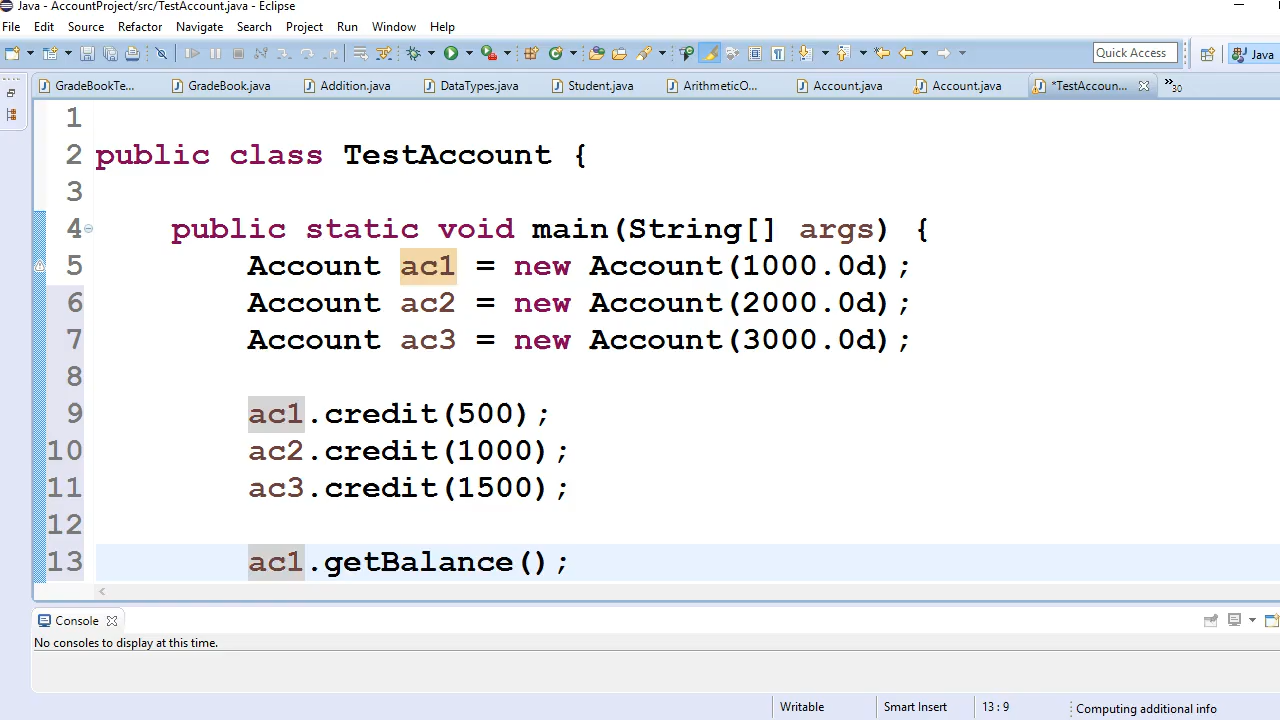 Java - AccountProject/src/TestAccount.java - Eclipse
File Edit Source Refactor Navigate Search Project Run Window Help
Quick Access Java
GradeBookTe... GradeBook.java Addition.java DataTypes.java Student.java ArithmeticO... Account.java Account.java *TestAccoun... »30
1
2 public class TestAccount {
3
4 public static void main(String[] args) {
5 Account ac1 = new Account(1000.0d);
6 Account ac2 = new Account(2000.0d);
7 Account ac3 = new Account(3000.0d);
8
9 ac1.credit(500);
10 ac2.credit(1000);
11 ac3.credit(1500);
12
13 ac1.getBalance();
Console
No consoles to display at this time.
Writable Smart Insert 13 : 9 Computing additional info